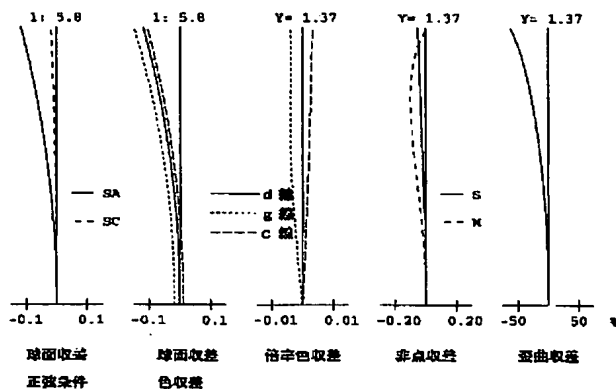 1: 5.8
1: 5.8
Y= 1.37
Y= 1.37
Y= 1.37
SA
SC
d 線
g 線
C 線
S
M
-0.1 0.1
-0.1 0.1
-0.01 0.01
-0.20 0.20
-50 50 %
球面収差
正弦条件
球面収差
色収差
倍率色収差
非点収差
歪曲収差